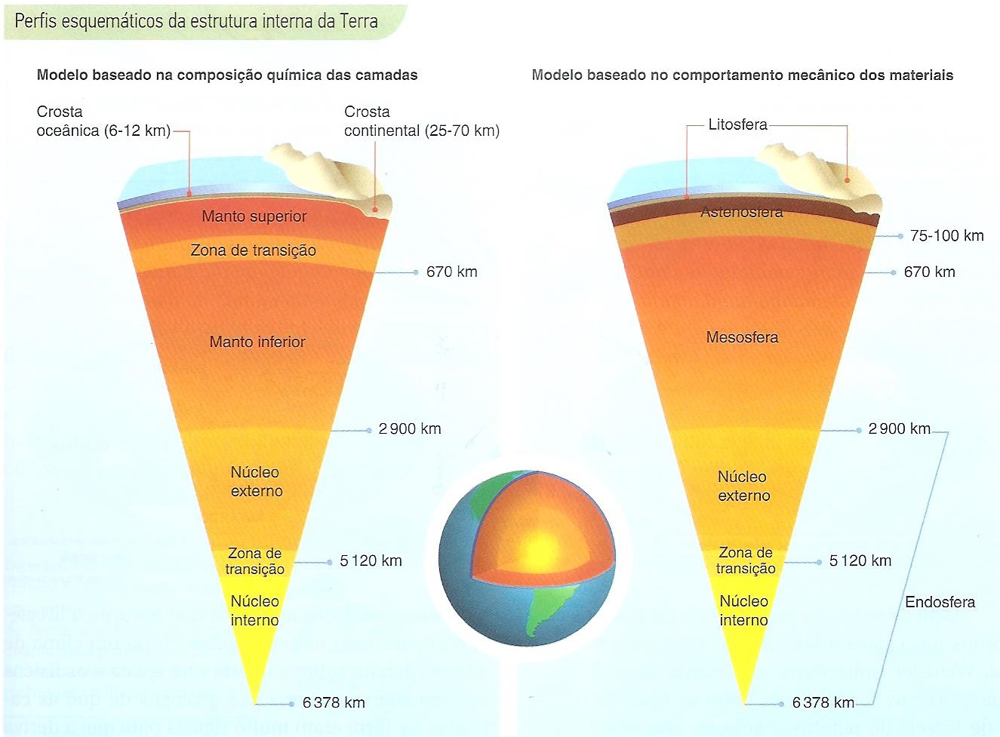 Perfis esquemáticos da estrutura interna da Terra
Modelo baseado na composição química das camadas
Crosta
oceânica (6-12 km)
Crosta
continental (25-70 km)
Manto superior
Zona de transição
670 km
Manto inferior
2 900 km
Núcleo
externo
Zona de
transição
5 120 km
Núcleo
interno
6 378 km
Modelo baseado no comportamento mecânico dos materiais
Litosfera
Astenosfera
75-100 km
670 km
Mesosfera
2 900 km
Núcleo
externo
Zona de
transição
5 120 km
Núcleo
interno
Endosfera
6 378 km